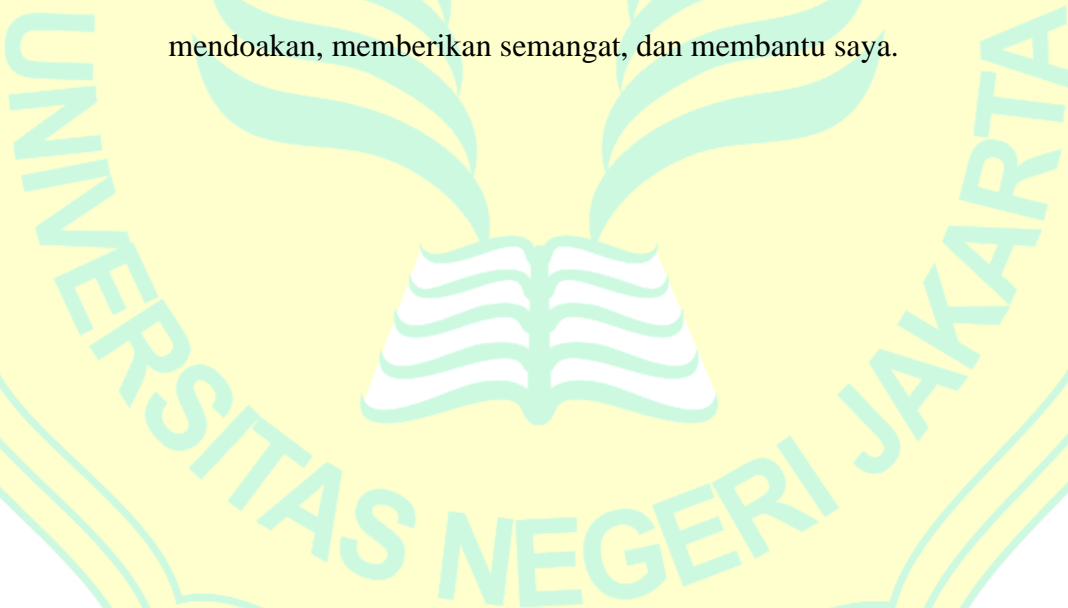 mendoakan, memberikan semangat, dan membantu saya.
UNIVERSITAS NEGERI JAKARTA